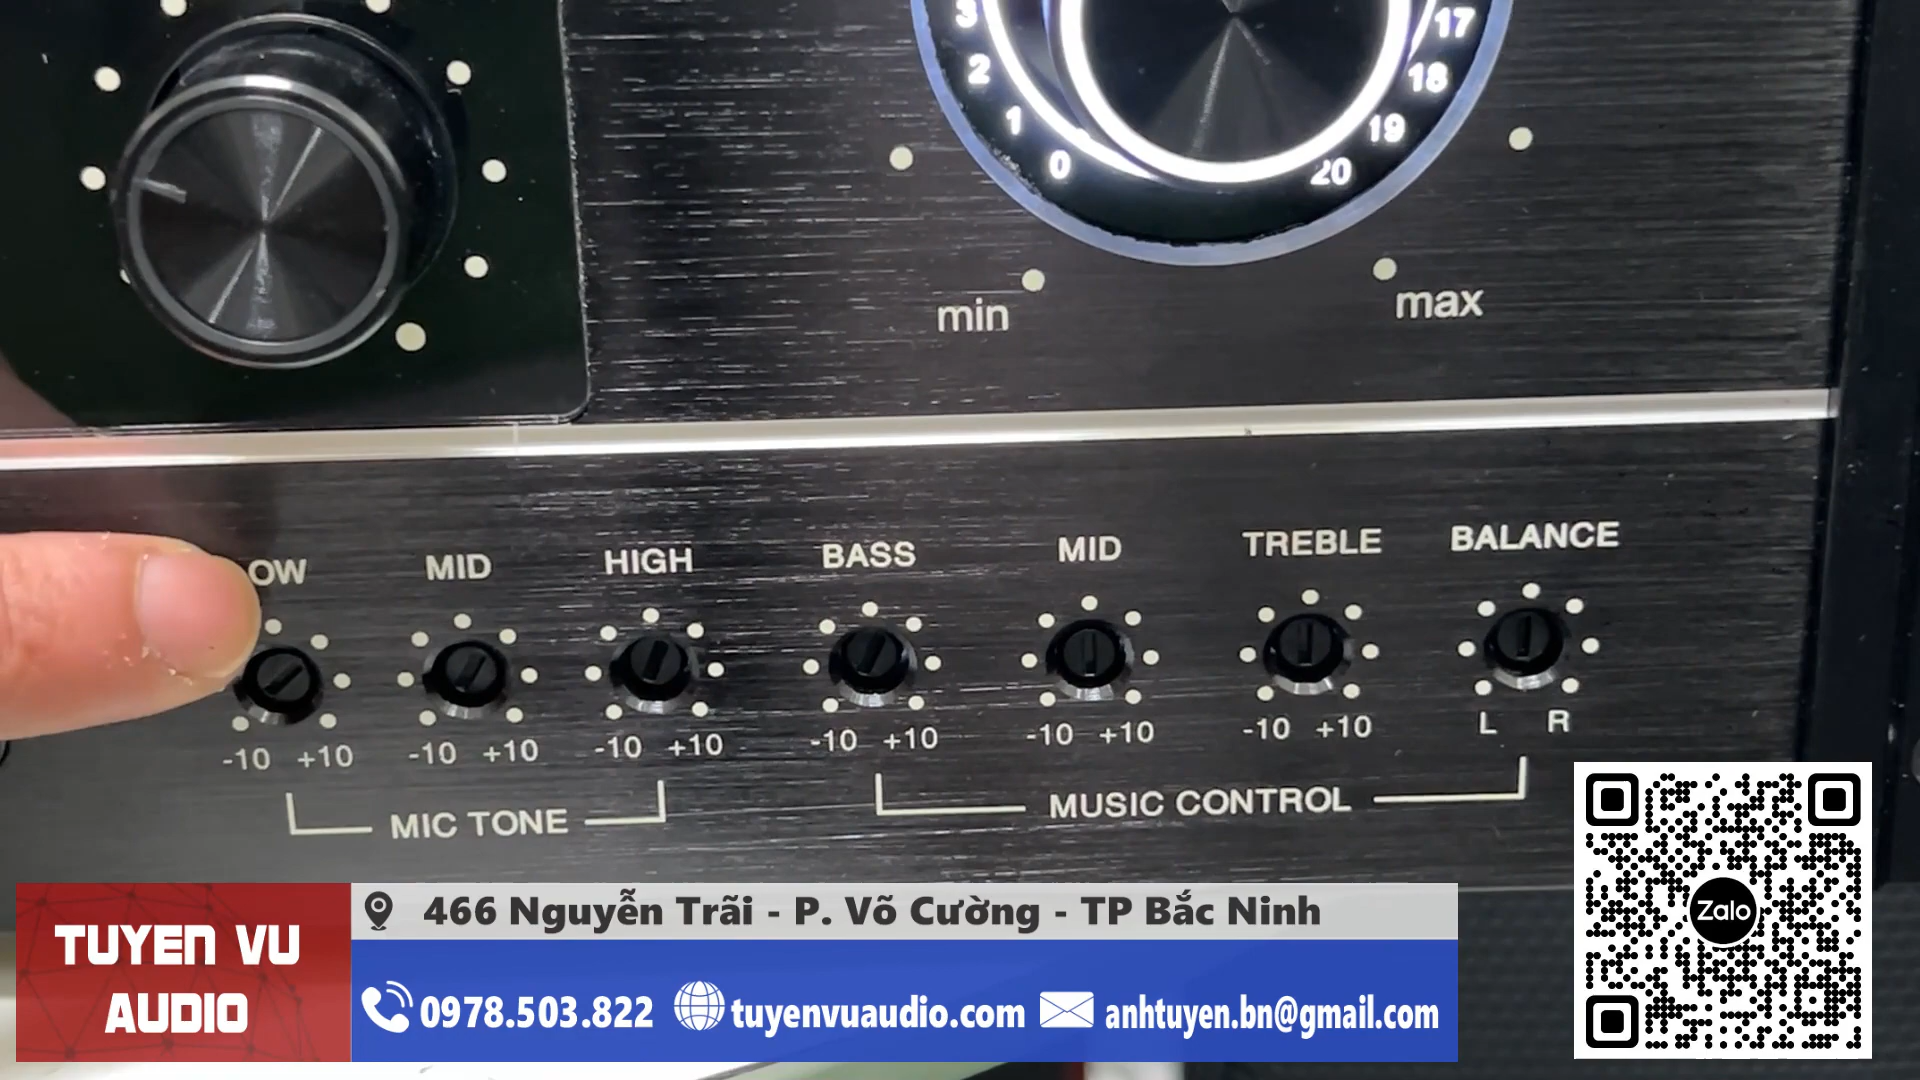 3
2
1
0
17
18
19
20
min
max
OW
MID
HIGH
BASS
MID
TREBLE
BALANCE
-10 +10
-10 +10
-10 +10
-10 +10
-10 +10
-10 +10
L R
MIC TONE
MUSIC CONTROL
TUYEN VU
AUDIO
466 Nguyễn Trãi - P. Võ Cường - TP Bắc Ninh
0978.503.822 tuyenvuaudio.com anhtuyen.bn@gmail.com
Zalo